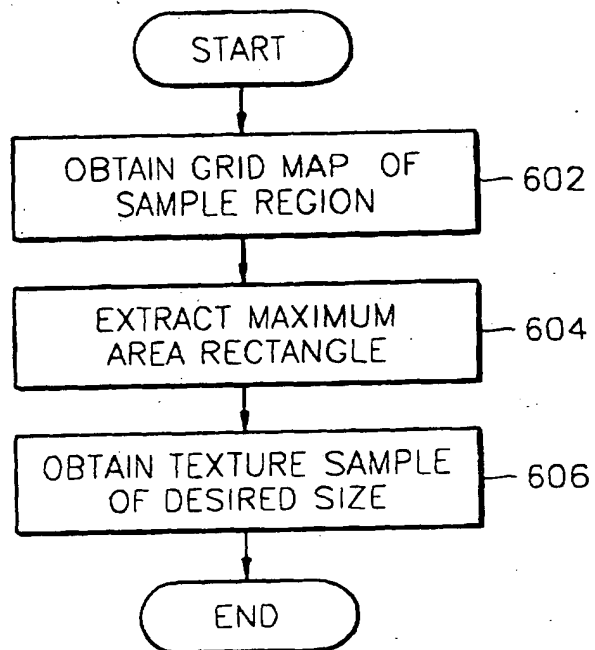 START
OBTAIN GRID MAP OF
SAMPLE REGION
602
EXTRACT MAXIMUM
AREA RECTANGLE
604
OBTAIN TEXTURE SAMPLE
OF DESIRED SIZE
606
END